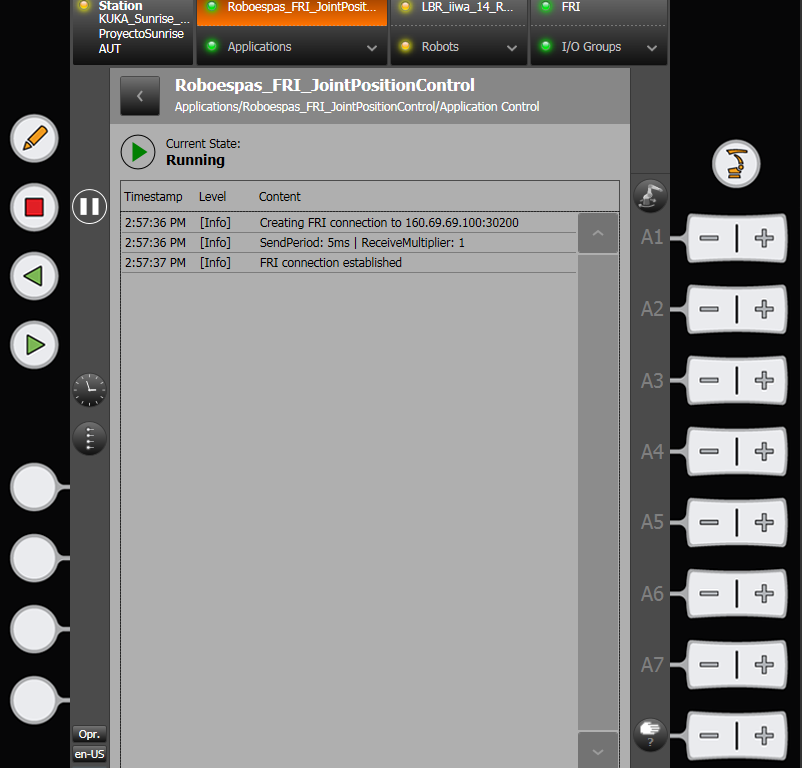 Station
KUKA_Sunrise_...
ProyectoSunrise
AUT
Roboespas_FRI_JointPosit...
LBR_iiwa_14_R...
FRI
Applications
Robots
I/O Groups
Roboespas_FRI_JointPositionControl
Applications/Roboespas_FRI_JointPositionControl/Application Control
Current State:
Running
Timestamp Level Content
2:57:36 PM [Info] Creating FRI connection to 160.69.69.100:30200
2:57:36 PM [Info] SendPeriod: 5ms | ReceiveMultiplier: 1
2:57:37 PM [Info] FRI connection established
A1
A2
A3
A4
A5
A6
A7
?
Opr.
en-US